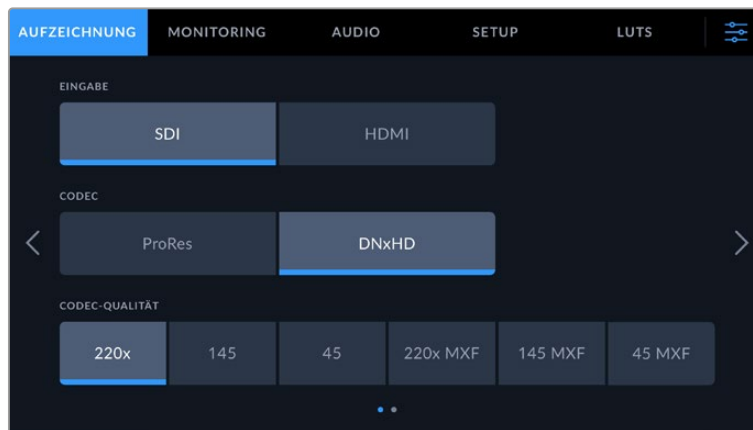 AUFZEICHNUNG MONITORING AUDIO SETUP LUTS
EINGABE
SDI HDMI
CODEC
ProRes DNxHD
CODEC-QUALITÄT
220x 145 45 220x MXF 145 MXF 45 MXF